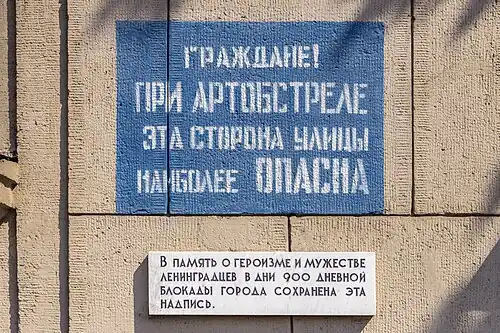 ГРАЖДАНЕ!
ПРИ АРТОБСТРЕЛЕ
ЭТА СТОРОНА УЛИЦЫ
НАИБОЛЕЕ ОПАСНА
В ПАМЯТЬ О ГЕРОИЗМЕ И МУЖЕСТВЕ
ЛЕНИНГРАДЦЕВ В ДНИ 900 ДНЕВНОЙ
БЛОКАДЫ ГОРОДА СОХРАНЕНА ЭТА
НАДПИСЬ.